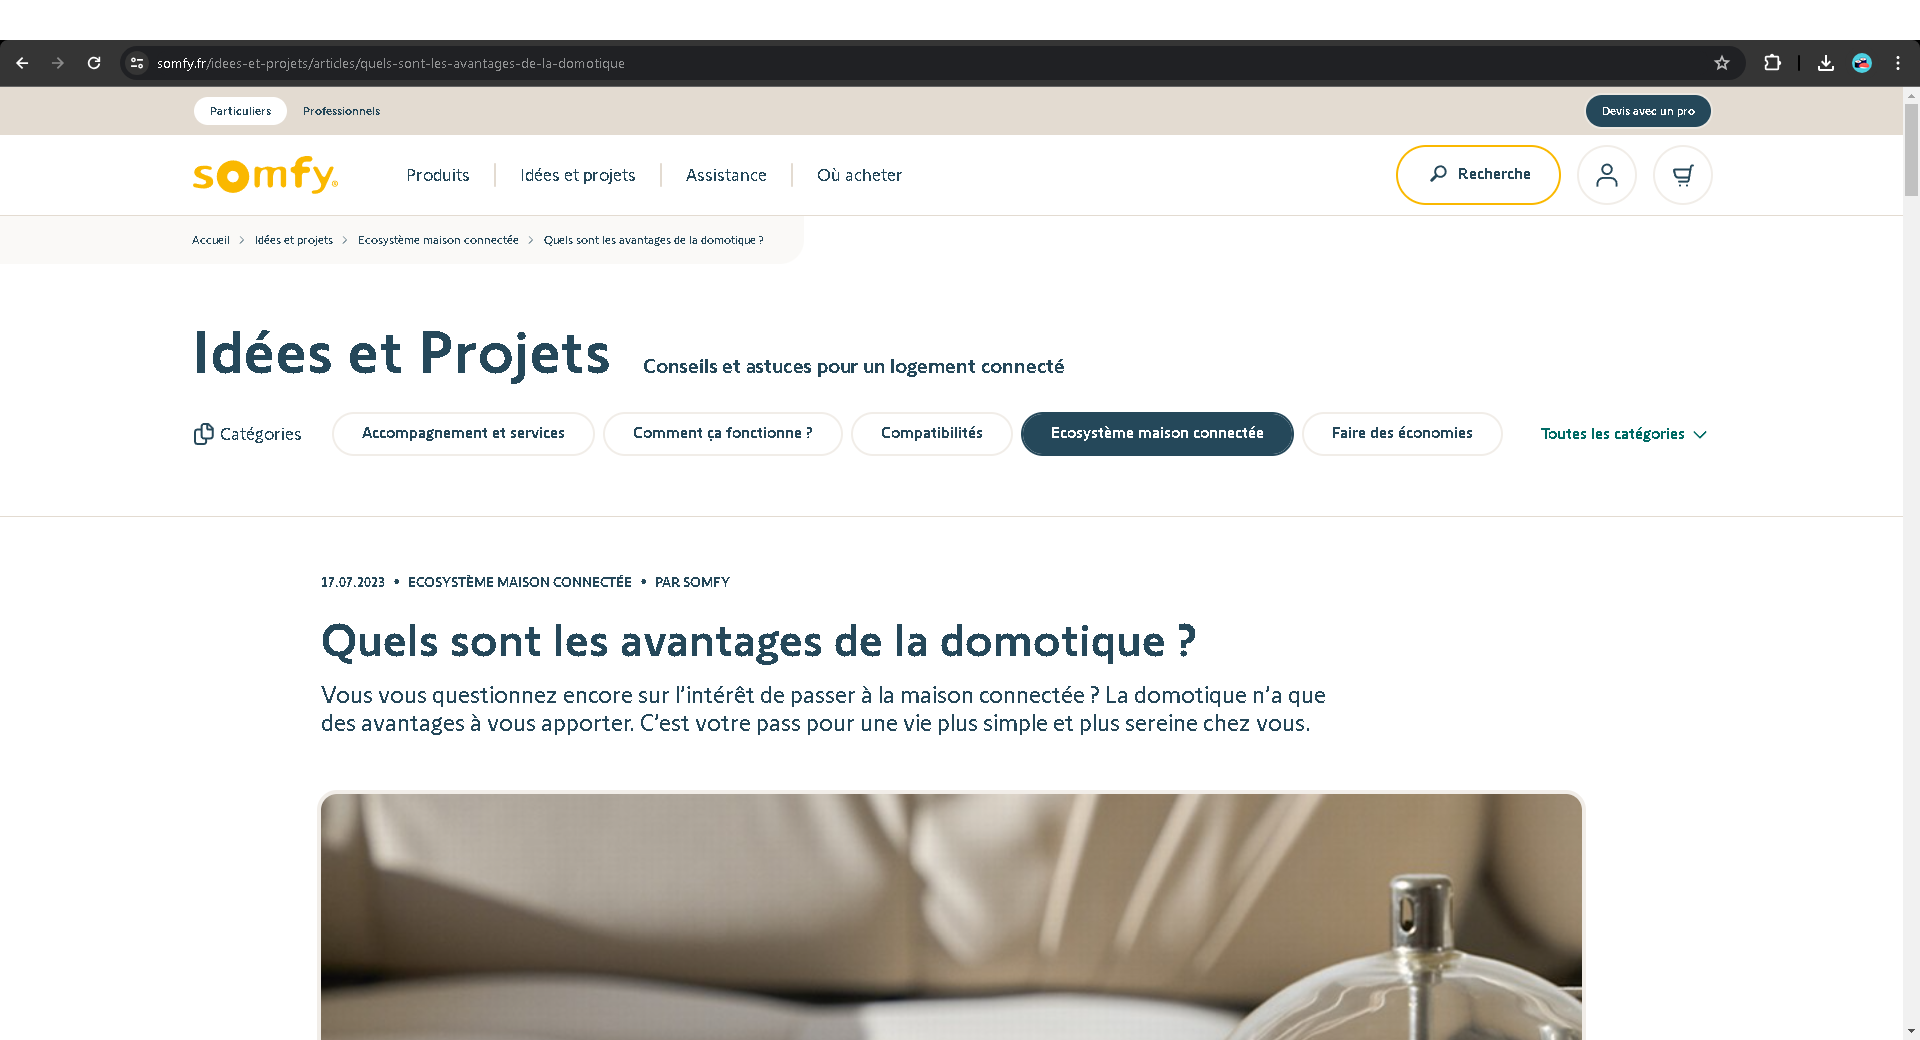 somfy.fr/idees-et-projets/articles/quels-sont-les-avantages-de-la-domotique
Particuliers Professionnels Devis avec un pro
somfy® Produits Idées et projets Assistance Où acheter Recherche
Accueil > Idées et projets > Ecosystème maison connectée > Quels sont les avantages de la domotique ?
Idées et Projets Conseils et astuces pour un logement connecté
Catégories Accompagnement et services Comment ça fonctionne ? Compatibilités Ecosystème maison connectée Faire des économies Toutes les catégories
17.07.2023 • ECOSYSTÈME MAISON CONNECTÉE • PAR SOMFY
Quels sont les avantages de la domotique ?
Vous vous questionnez encore sur l'intérêt de passer à la maison connectée ? La domotique n'a que
des avantages à vous apporter. C'est votre pass pour une vie plus simple et plus sereine chez vous.